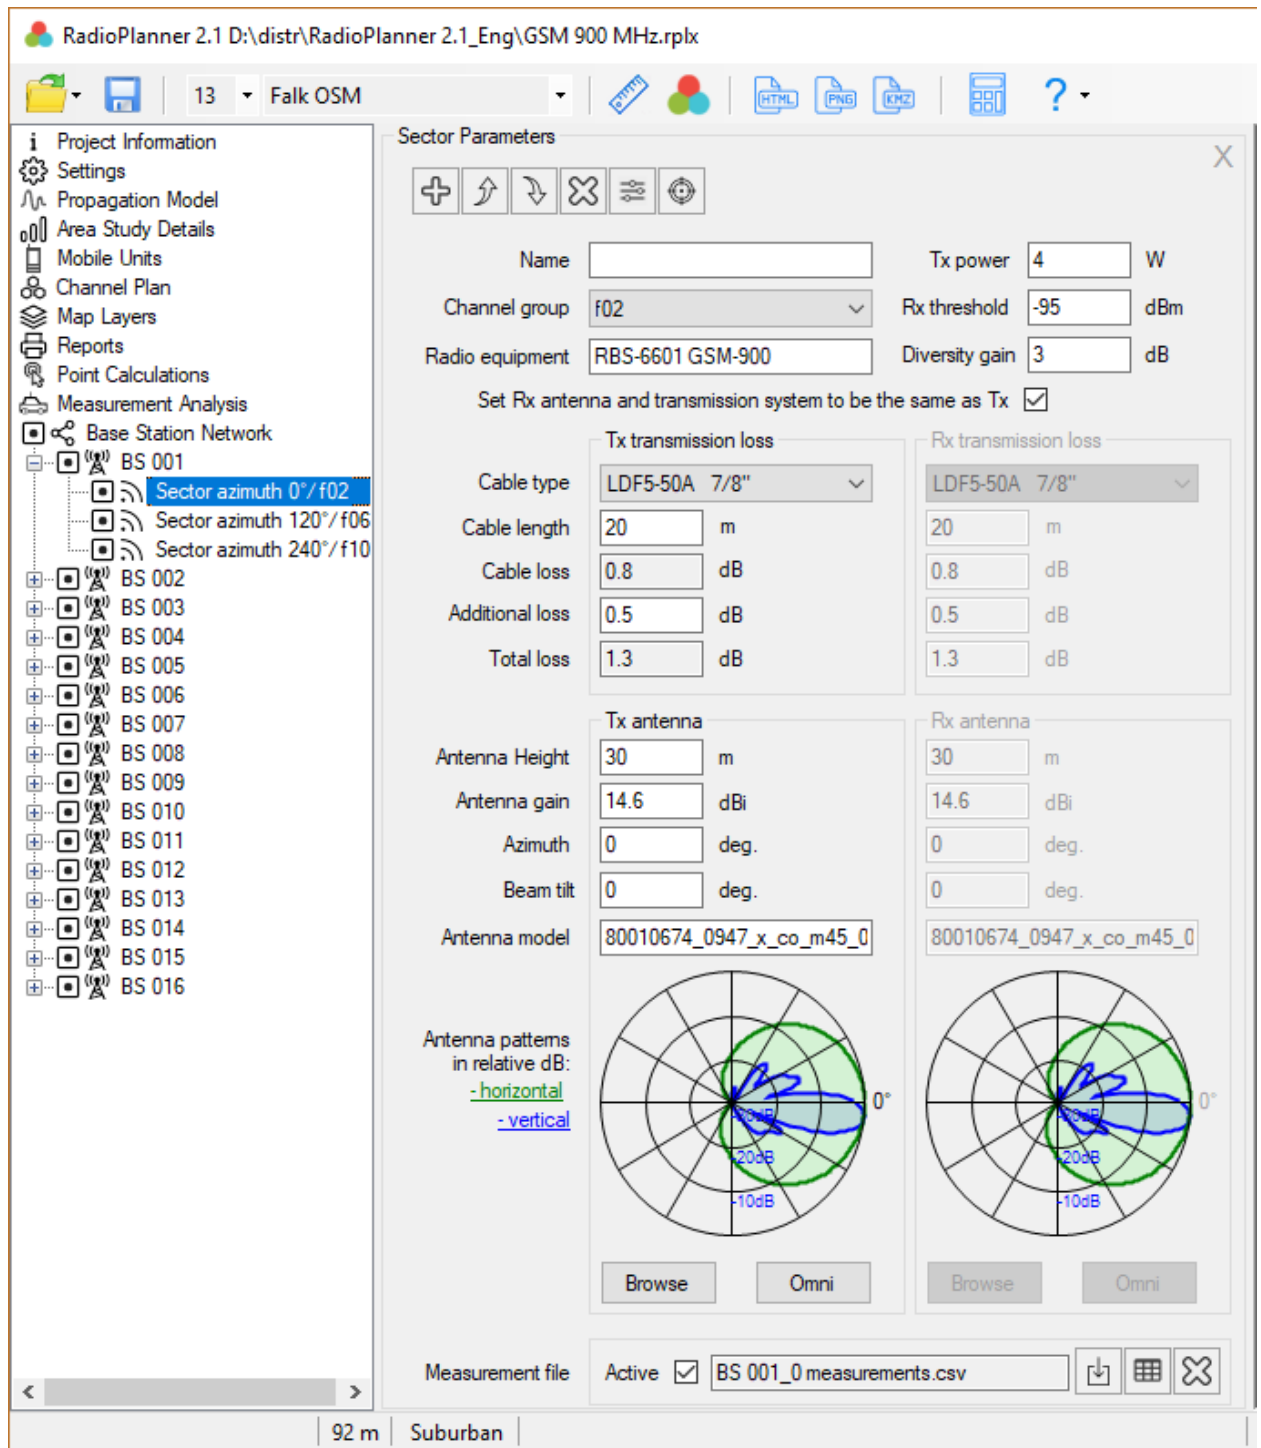 RadioPlanner 2.1 D:\distr\RadioPlanner 2.1_Eng\GSM 900 MHz.rplx
13 Falk OSM HTML PNG KMZ ?
i Project Information
Settings
Propagation Model
Area Study Details
Mobile Units
Channel Plan
Map Layers
Reports
Point Calculations
Measurement Analysis
Base Station Network
BS 001
Sector azimuth 0°/f02
Sector azimuth 120°/f06
Sector azimuth 240°/f10
BS 002
BS 003
BS 004
BS 005
BS 006
BS 007
BS 008
BS 009
BS 010
BS 011
BS 012
BS 013
BS 014
BS 015
BS 016
Sector Parameters
X
Name Tx power 4 W
Channel group f02 Rx threshold -95 dBm
Radio equipment RBS-6601 GSM-900 Diversity gain 3 dB
Set Rx antenna and transmission system to be the same as Tx
Tx transmission loss Rx transmission loss
Cable type LDF5-50A 7/8" LDF5-50A 7/8"
Cable length 20 m 20 m
Cable loss 0.8 dB 0.8 dB
Additional loss 0.5 dB 0.5 dB
Total loss 1.3 dB 1.3 dB
Tx antenna Rx antenna
Antenna Height 30 m 30 m
Antenna gain 14.6 dBi 14.6 dBi
Azimuth 0 deg. 0 deg.
Beam tilt 0 deg. 0 deg.
Antenna model 80010674_0947_x_co_m45_0 80010674_0947_x_co_m45_0
Antenna patterns
in relative dB:
- horizontal
- vertical
0° 0°
-30dB -30dB
-20dB -20dB
-10dB -10dB
Browse Omni Browse Omni
Measurement file Active BS 001_0 measurements.csv
92 m Suburban